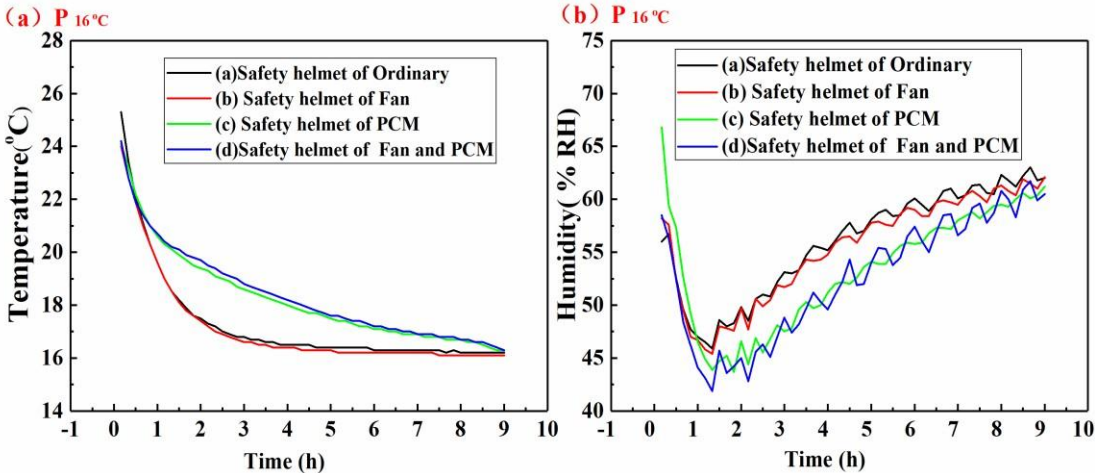 (a) P 16 ºC
28
26
24
22
20
18
16
14
-1 0 1 2 3 4 5 6 7 8 9 10
Temperature(ºC)
Time (h)
(a)Safety helmet of Ordinary
(b) Safety helmet of Fan
(c) Safety helmet of PCM
(d)Safety helmet of Fan and PCM
(b) P 16 ºC
75
70
65
60
55
50
45
40
-1 0 1 2 3 4 5 6 7 8 9 10
Humidity( % RH)
Time (h)
(a)Safety helmet of Ordinary
(b) Safety helmet of Fan
(c) Safety helmet of PCM
(d)Safety helmet of Fan and PCM